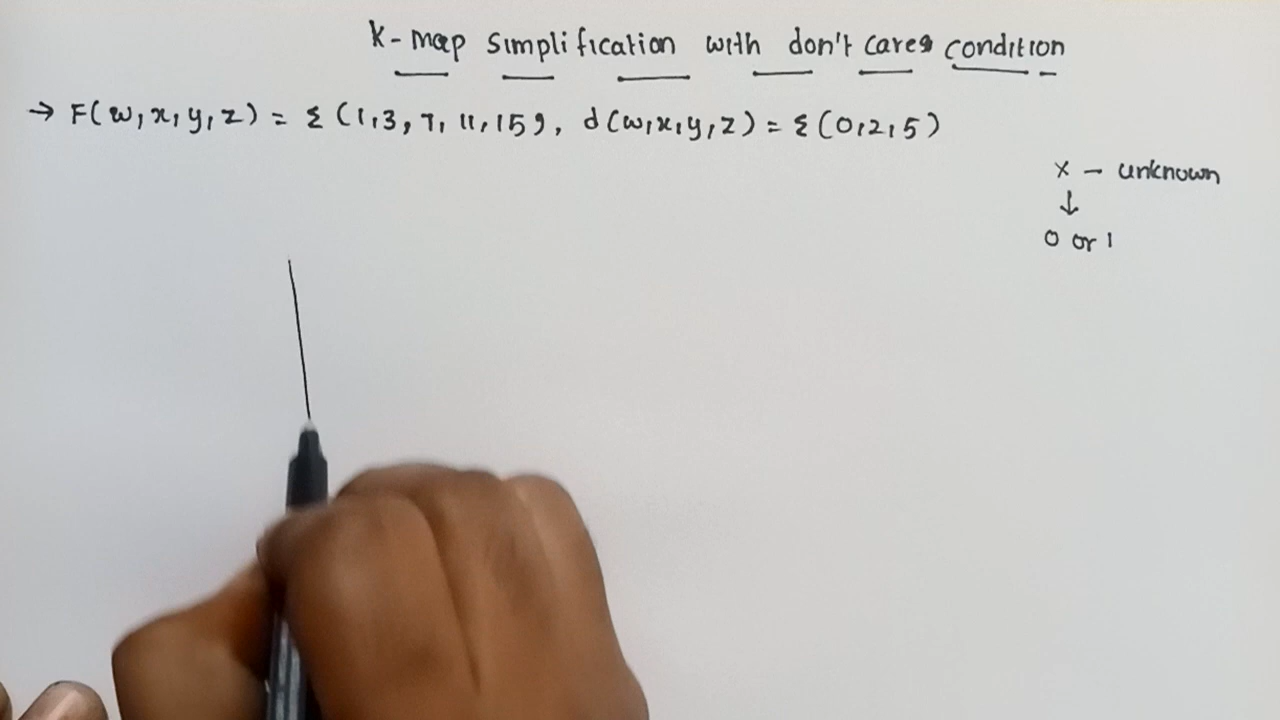 K-map simplification with don't cares condition
→ F(w,x,y,z) = Σ (1,3,7,11,15), d(w,x,y,z) = Σ(0,2,5)
x - unknown
↓
0 or 1